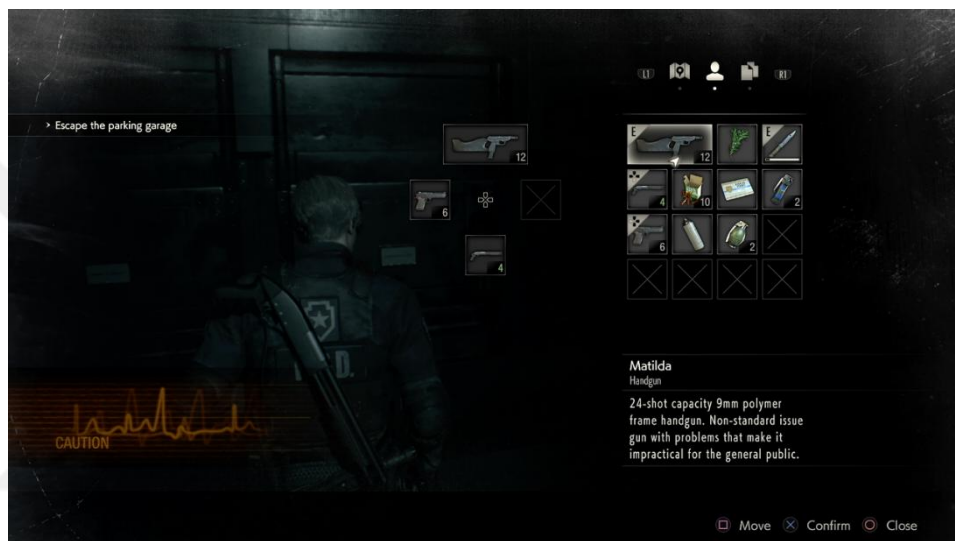 L1
R1
> Escape the parking garage
12
6
4
E
12
E
4
10
2
6
2
R.P.D.
CAUTION
Matilda
Handgun
24-shot capacity 9mm polymer
frame handgun. Non-standard issue
gun with problems that make it
impractical for the general public.
Move
Confirm
Close